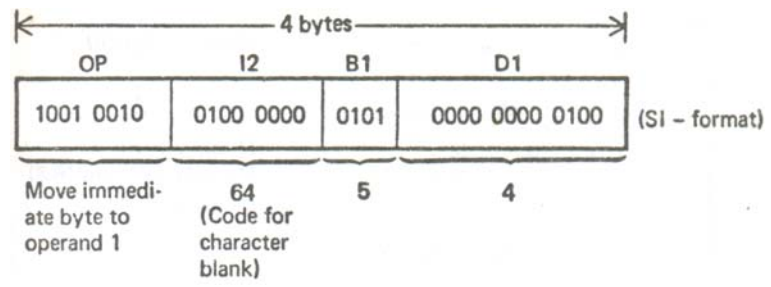 4 bytes
OP I2 B1 D1
1001 0010 0100 0000 0101 0000 0000 0100 (SI – format)
Move immedi- 64 5 4
ate byte to (Code for
operand 1 character
blank)